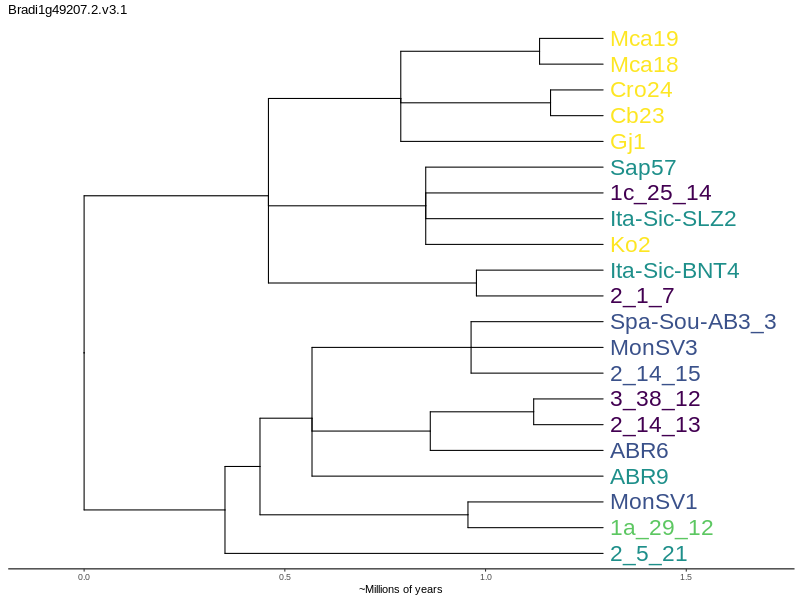 Bradi1g49207.2.v3.1
Mca19
Mca18
Cro24
Cb23
Gj1
Sap57
1c_25_14
Ita-Sic-SLZ2
Ko2
Ita-Sic-BNT4
2_1_7
Spa-Sou-AB3_3
MonSV3
2_14_15
3_38_12
2_14_13
ABR6
ABR9
MonSV1
1a_29_12
2_5_21
0.0 0.5 1.0 1.5
~Millions of years